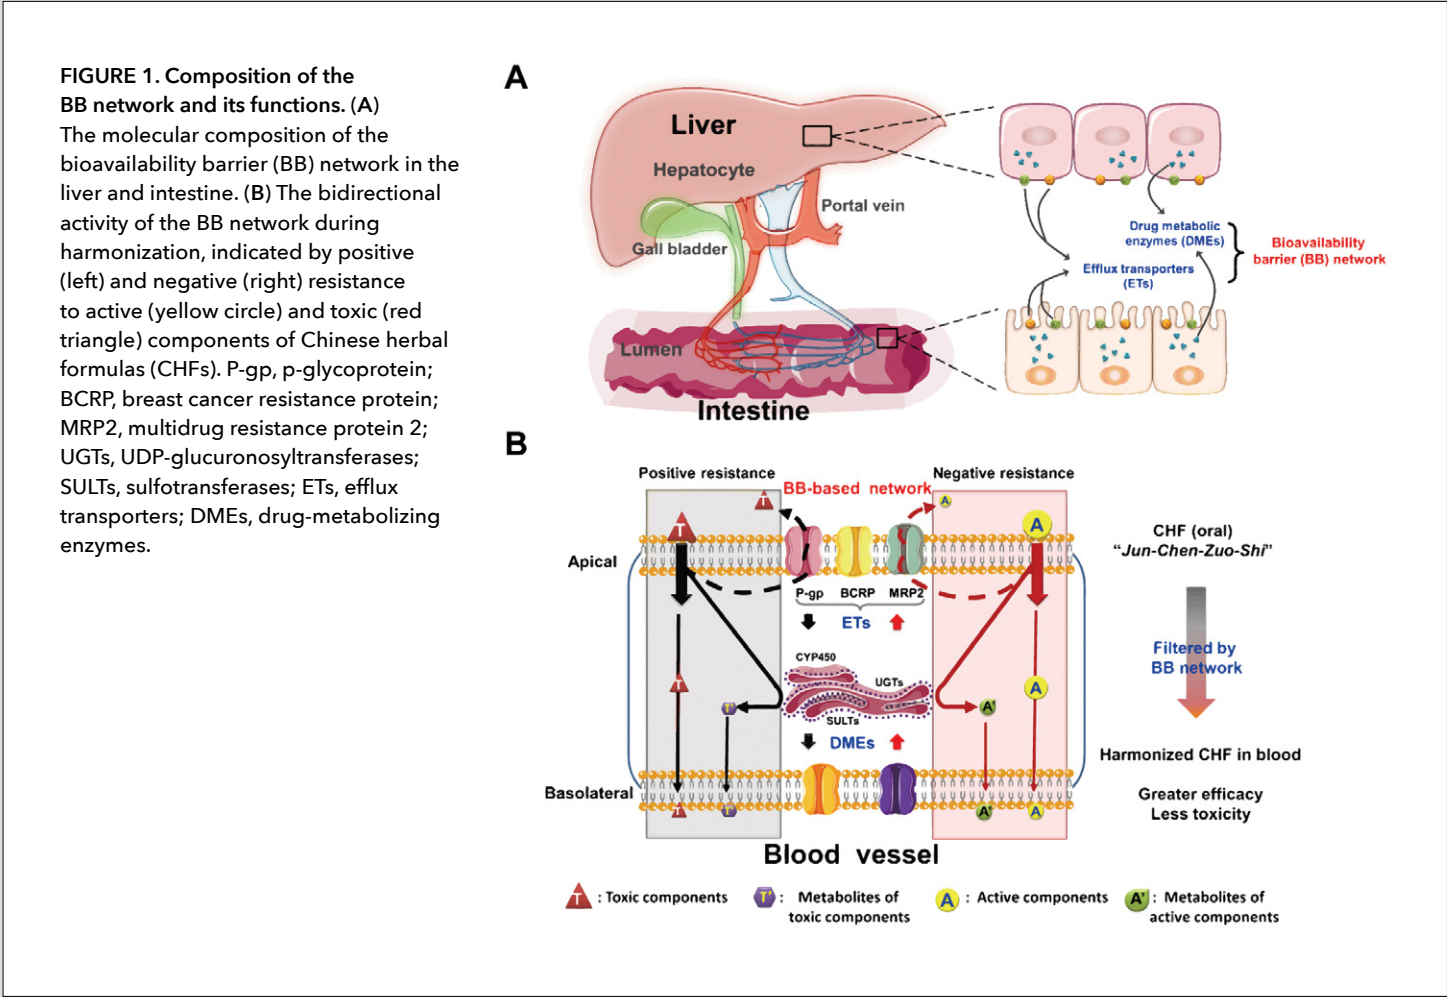 FIGURE 1. Composition of the
BB network and its functions. (A)
The molecular composition of the
bioavailability barrier (BB) network in the
liver and intestine. (B) The bidirectional
activity of the BB network during
harmonization, indicated by positive
(left) and negative (right) resistance
to active (yellow circle) and toxic (red
triangle) components of Chinese herbal
formulas (CHFs). P-gp, p-glycoprotein;
BCRP, breast cancer resistance protein;
MRP2, multidrug resistance protein 2;
UGTs, UDP-glucuronosyltransferases;
SULTs, sulfotransferases; ETs, efflux
transporters; DMEs, drug-metabolizing
enzymes.
A
Liver
Hepatocyte
Portal vein
Gall bladder
Lumen
Intestine
Drug metabolic
enzymes (DMEs)
Efflux transporters
(ETs)
Bioavailability
barrier (BB) network
B
Positive resistance
Negative resistance
BB-based network
T
A
T
A
Apical
P-gp
BCRP
MRP2
ETs
CYP450
UGTs
SULTs
T
T'
A'
A
DMEs
Basolateral
T
T'
A'
A
Blood vessel
CHF (oral)
“Jun-Chen-Zuo-Shi”
Filtered by
BB network
Harmonized CHF in blood
Greater efficacy
Less toxicity
T : Toxic components
T' : Metabolites of
toxic components
A : Active components
A' : Metabolites of
active components